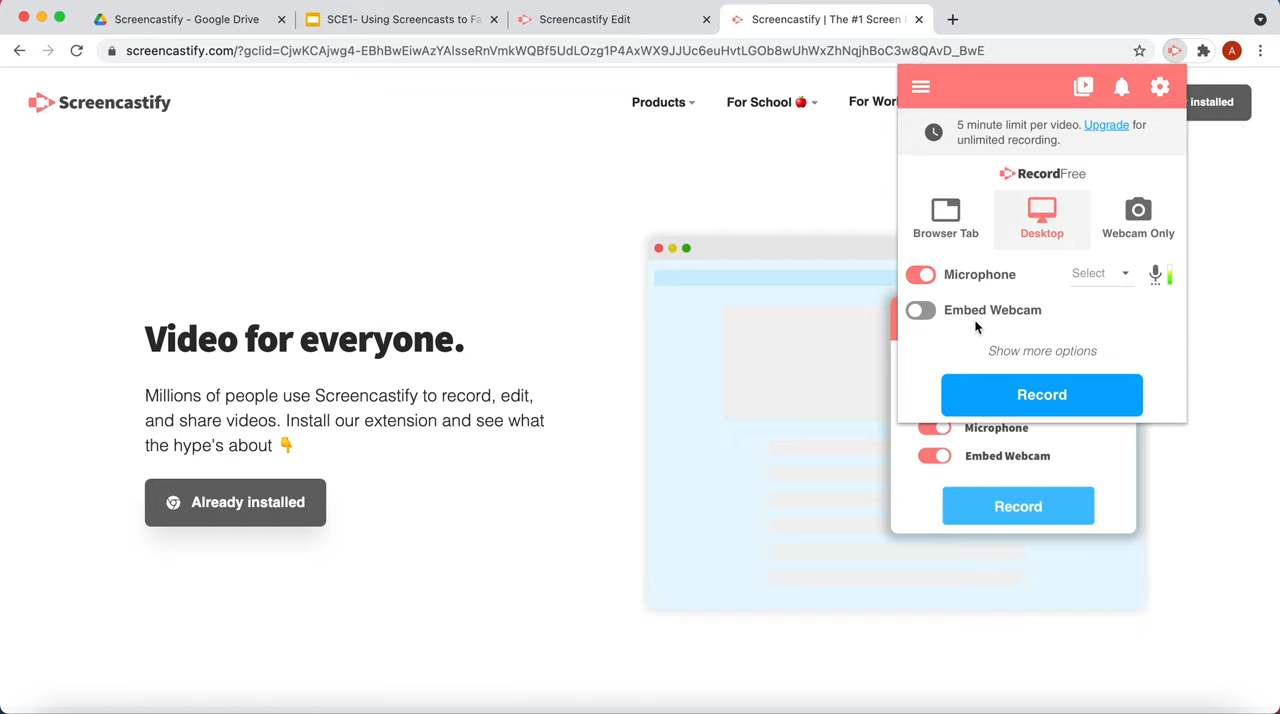 Screencastify - Google Drive
SCE1- Using Screencasts to Fa
Screencastify Edit
Screencastify | The #1 Screen
screencastify.com/?gclid=CjwKCAjwg4-EBhBwEiwAzYAlsseRnVmkWQBf5UdLOzg1P4AxWX9JJUc6euHvtLGOb8wUhWxZhNqjhBoC3w8QAvD_BwE
A
Screencastify
Products
For School 🍎
For Wor
installed
5 minute limit per video. Upgrade for
unlimited recording.
RecordFree
Browser Tab
Desktop
Webcam Only
Microphone
Select
Embed Webcam
Show more options
Record
Video for everyone.
Millions of people use Screencastify to record, edit,
and share videos. Install our extension and see what
the hype's about 👇
Already installed
Microphone
Embed Webcam
Record